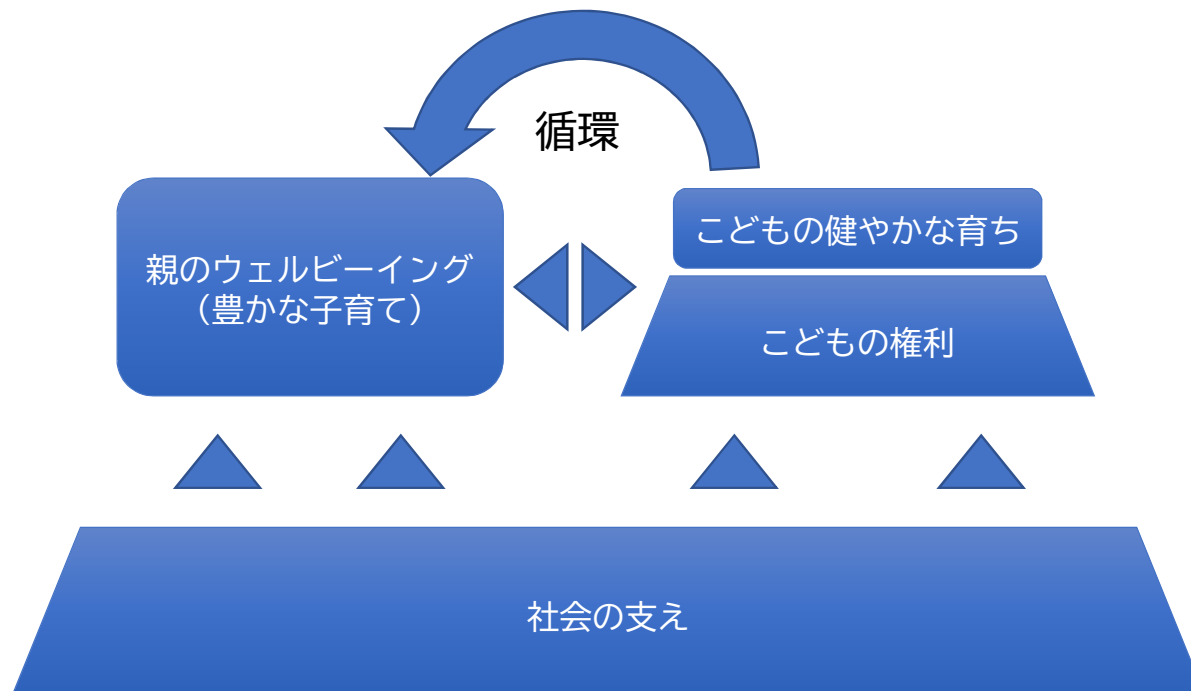 循環
親のウェルビーイング
（豊かな子育て）
こどもの健やかな育ち
こどもの権利
社会の支え